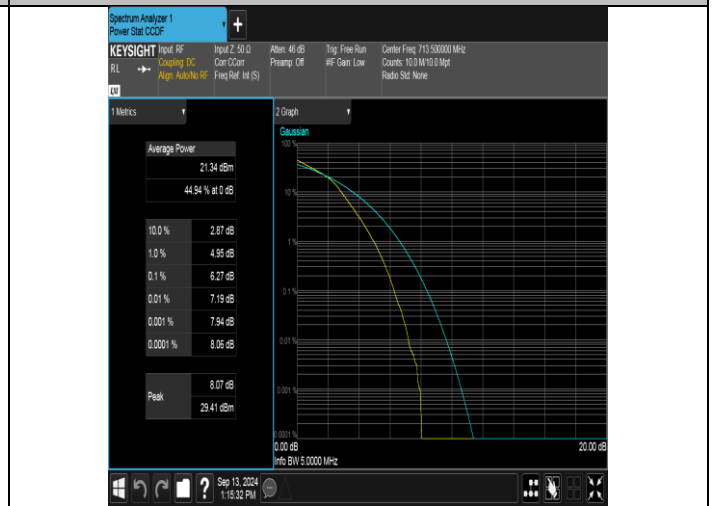 Spectrum Analyzer 1
Power Stat CCDF
+
KEYSIGHT Input: RF Input Z: 50 Ω Atten: 46 dB Trig: Free Run Center Freq: 713.500000 MHz
RL Coupling: DC Corr CCorr Preamp: Off #IF Gain: Low Counts: 10.0 M/10.0 Mpt
Align: Auto/No RF Freq Ref: Int (S) Radio Std: None
1 Metrics
2 Graph
Gaussian
Average Power
21.34 dBm
44.94 % at 0 dB
10.0 % 2.87 dB
1.0 % 4.95 dB
0.1 % 6.27 dB
0.01 % 7.19 dB
0.001 % 7.94 dB
0.0001 % 8.06 dB
Peak
8.07 dB
29.41 dBm
100 %
10 %
1 %
0.1 %
0.01 %
0.001 %
0.0001 %
0.00 dB 20.00 dB
Info BW 5.0000 MHz
?
Sep 13, 2024
1:15:32 PM